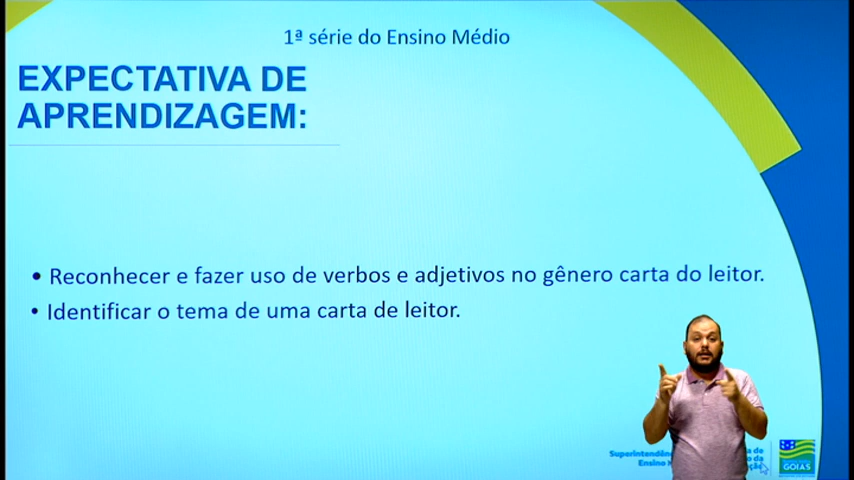 1ª série do Ensino Médio
EXPECTATIVA DE
APRENDIZAGEM:
• Reconhecer e fazer uso de verbos e adjetivos no gênero carta do leitor.
• Identificar o tema de uma carta de leitor.
Ensino
GOIÁS